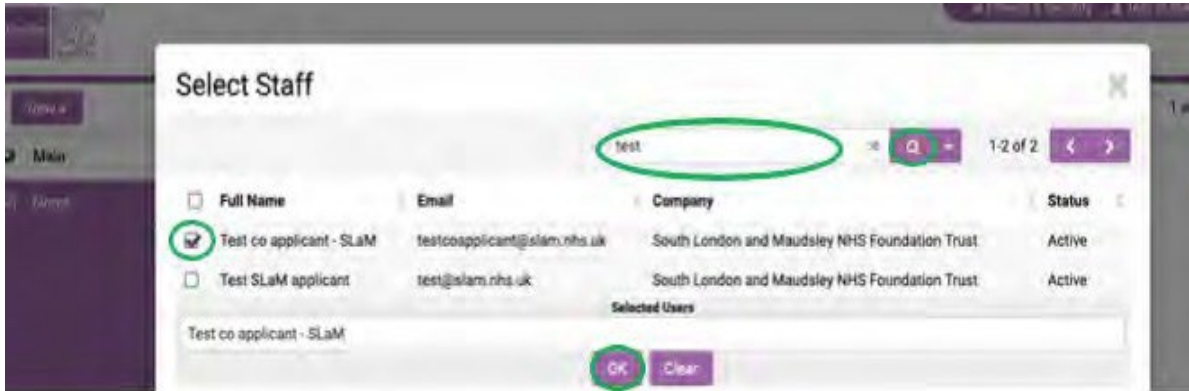 Select Staff
test
1-2 of 2
Main
Full Name Email Company Status
Test co applicant - SLaM testcoapplicant@slam.nhs.uk South London and Maudsley NHS Foundation Trust Active
Test SLaM applicant test@slam.nhs.uk South London and Maudsley NHS Foundation Trust Active
Selected Users
Test co applicant - SLaM
OK Clear